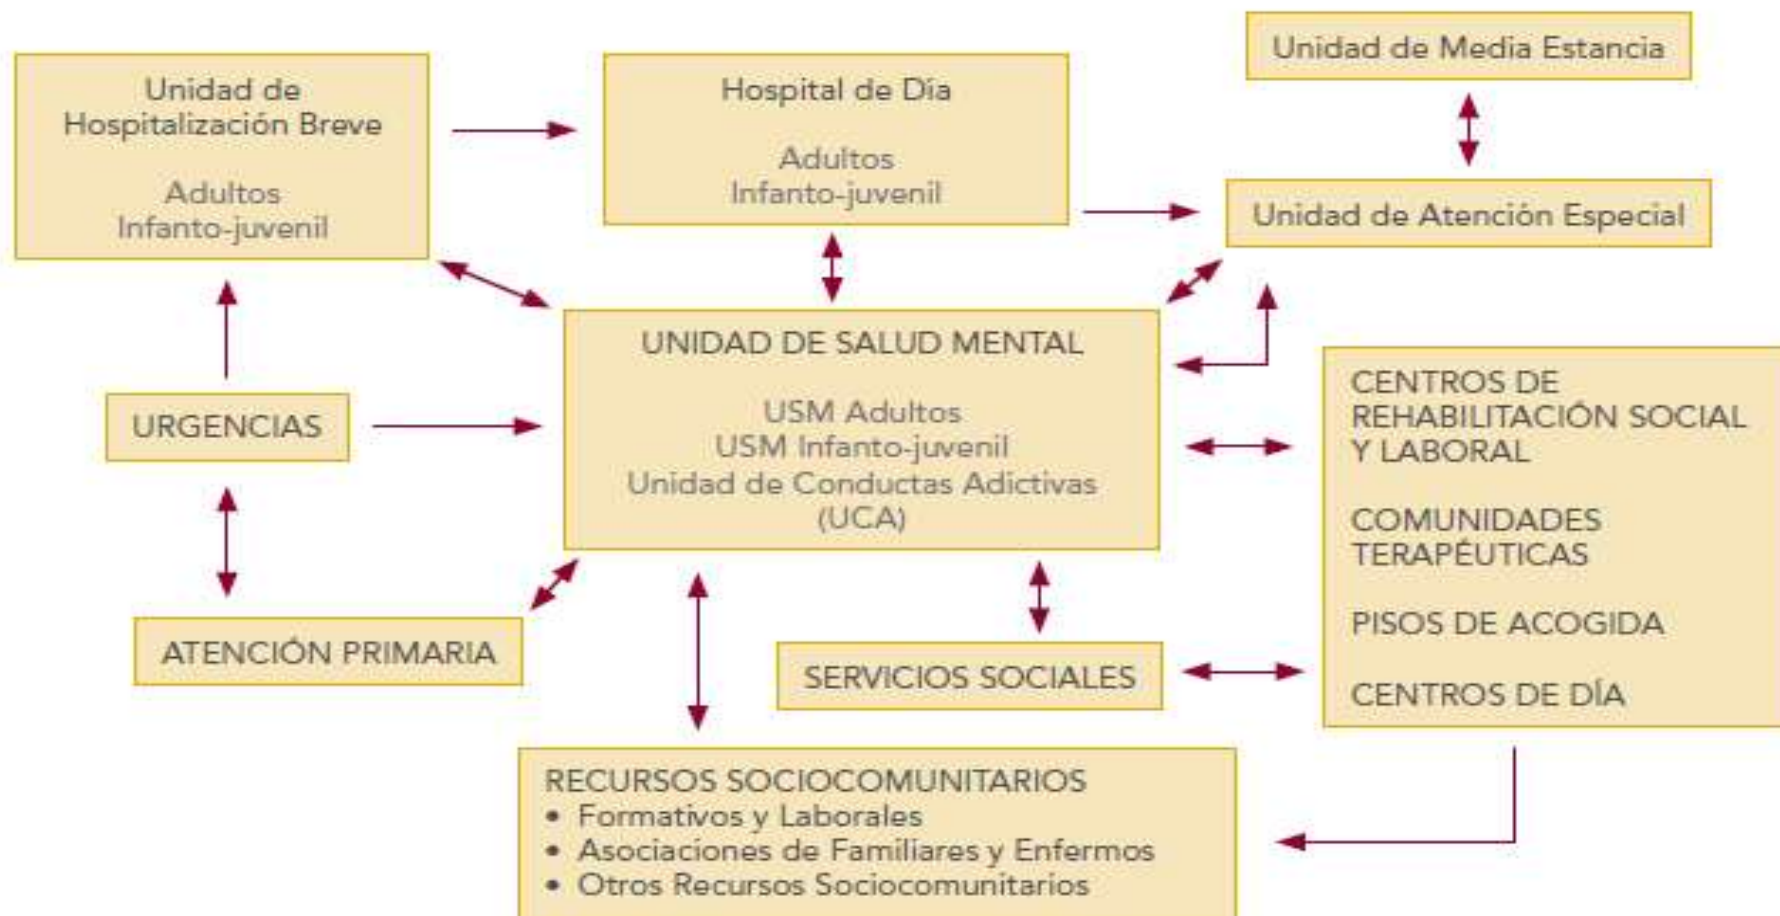 Unidad de
Hospitalización Breve
Adultos
Infanto-juvenil
Hospital de Día
Adultos
Infanto-juvenil
Unidad de Media Estancia
Unidad de Atención Especial
UNIDAD DE SALUD MENTAL
USM Adultos
USM Infanto-juvenil
Unidad de Conductas Adictivas
(UCA)
URGENCIAS
CENTROS DE
REHABILITACIÓN SOCIAL
Y LABORAL
COMUNIDADES
TERAPÉUTICAS
PISOS DE ACOGIDA
CENTROS DE DÍA
ATENCIÓN PRIMARIA
SERVICIOS SOCIALES
RECURSOS SOCIOCOMUNITARIOS
• Formativos y Laborales
• Asociaciones de Familiares y Enfermos
• Otros Recursos Sociocomunitarios